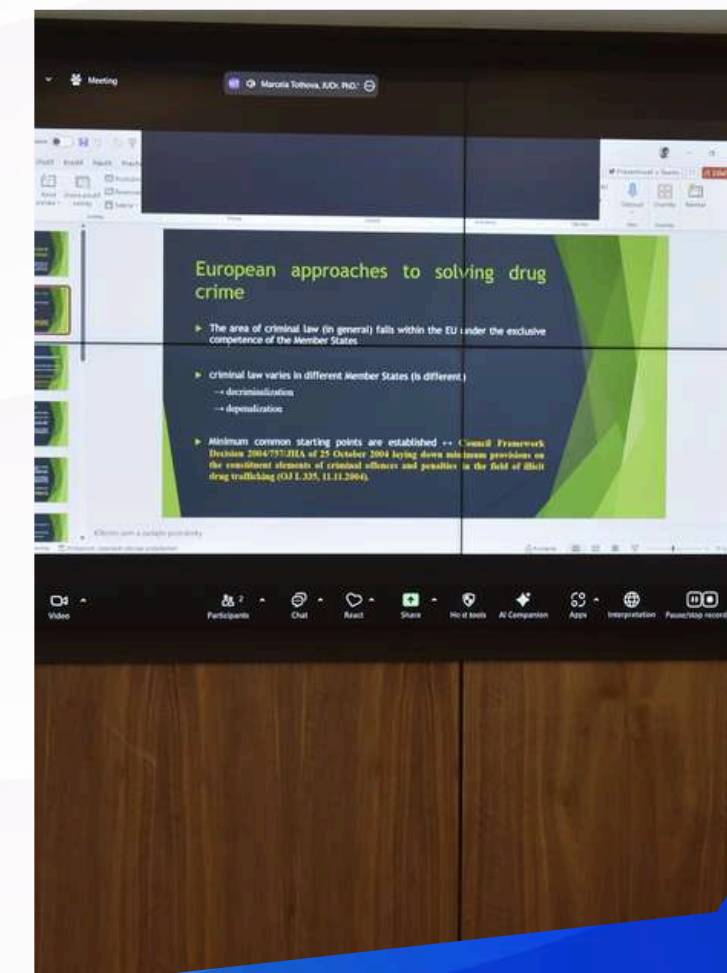 Meeting
Marcela Tothova, JUDr. PhD.
European approaches to solving drug
crime
The area of criminal law (in general) falls within the EU under the exclusive
competence of the Member States
criminal law varies in different Member States (is different)
→ decriminalization
→ depenalization
Minimum common starting points are established ↔ Council Framework
Decision 2004/757/JHA of 25 October 2004 laying down minimum provisions on
the constituent elements of criminal offences and penalties in the field of illicit
drug trafficking (OJ L 335, 11.11.2004).
Video
Participants 2
Chat
React
Share
Host tools
AI Companion
Apps
Interpretation
Pause/stop record